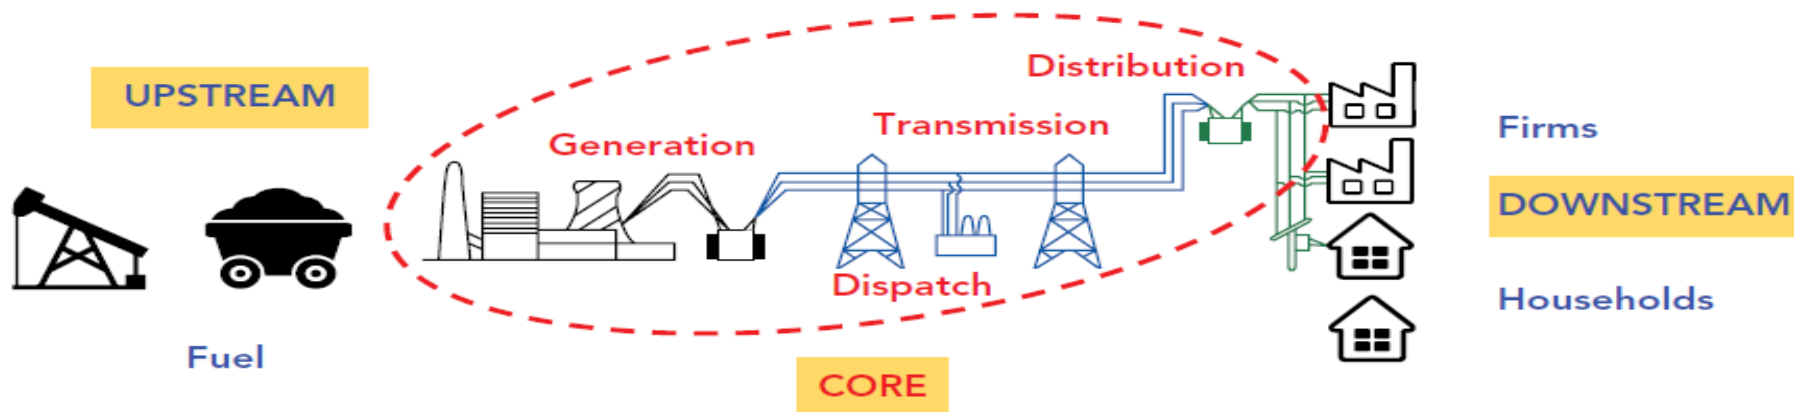 UPSTREAM
Fuel
Generation
Transmission
Distribution
Dispatch
CORE
Firms
DOWNSTREAM
Households